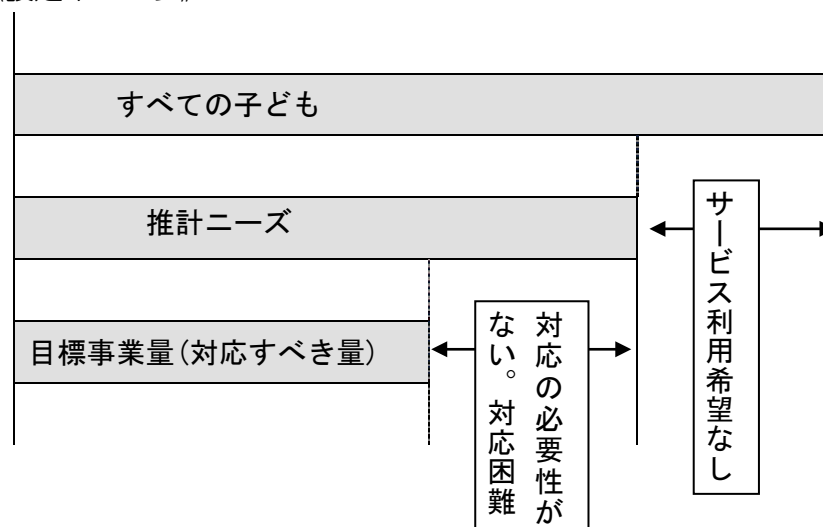 すべての子ども
推計ニーズ
目標事業量(対応すべき量)
対応の必要性が
ない。対応困難
サービス利用希望なし